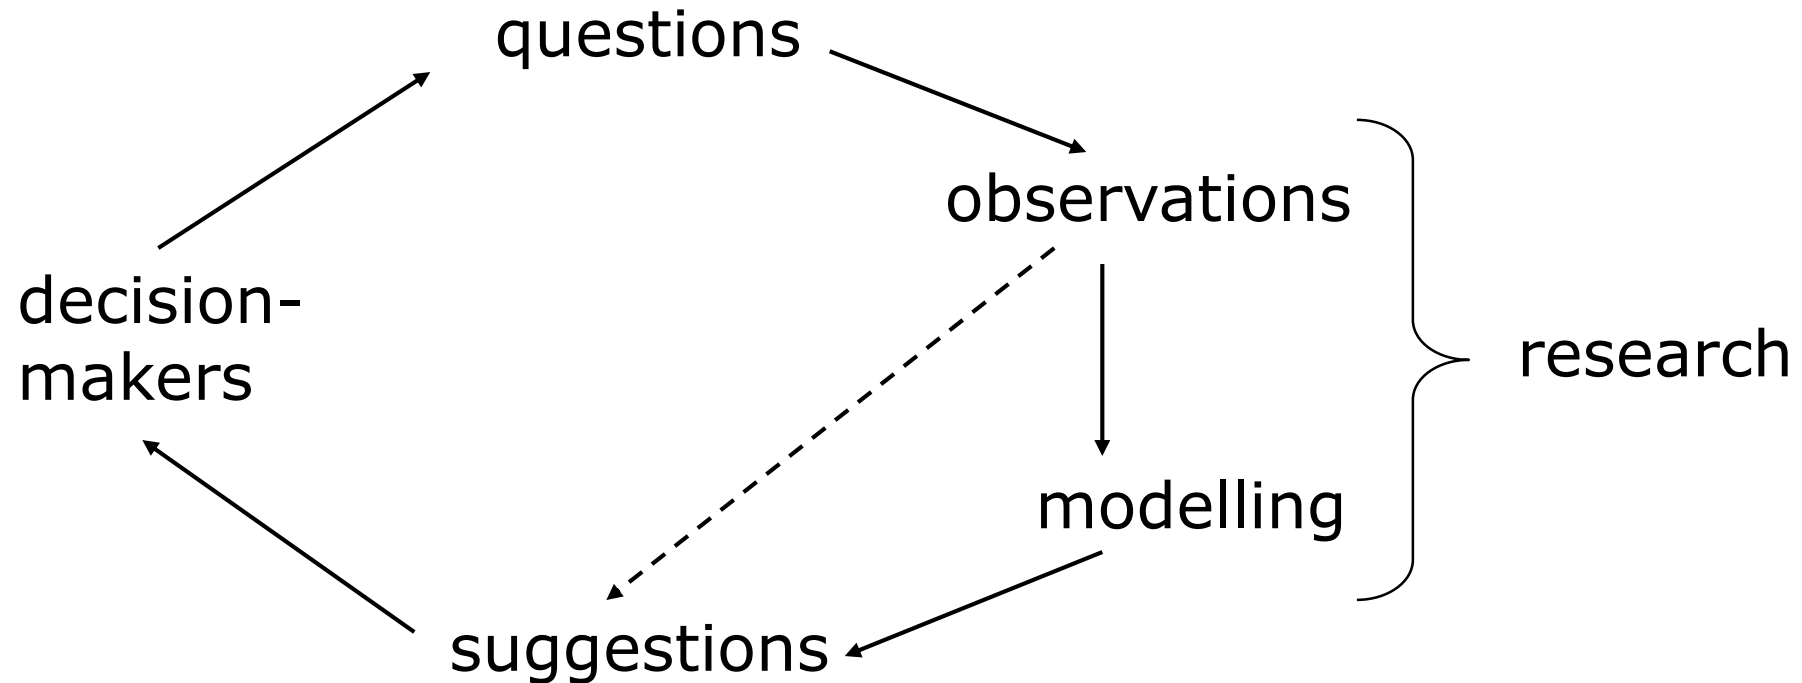 questions
observations
decision-
makers
research
modelling
suggestions